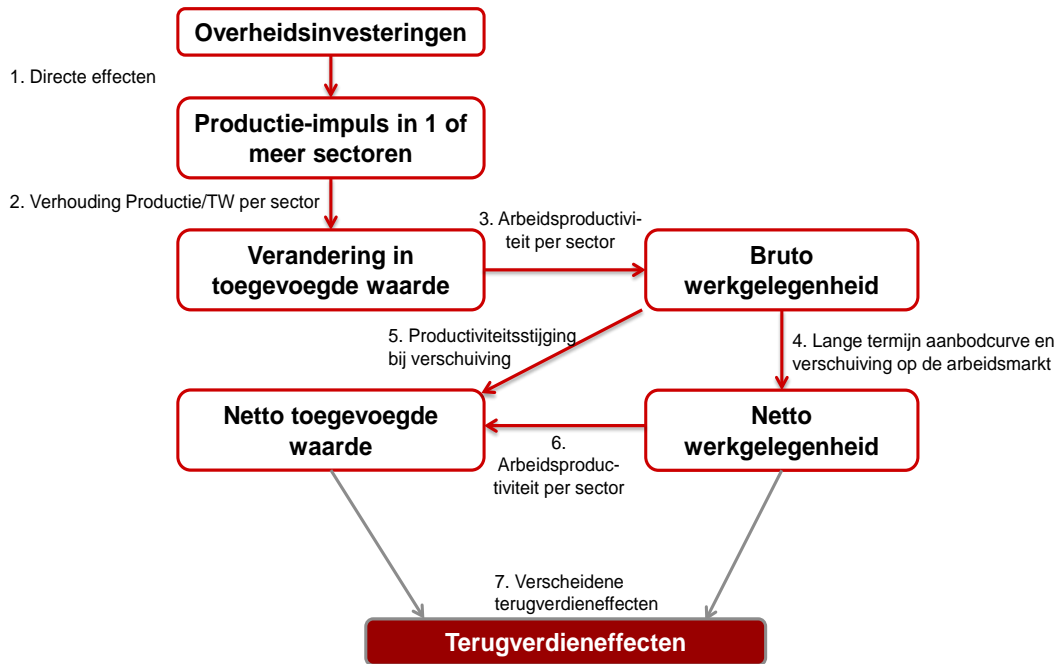 Overheidsinvesteringen
1. Directe effecten
Productie-impuls in 1 of
meer sectoren
2. Verhouding Productie/TW per sector
3. Arbeidsproductivi-
teit per sector
Verandering in
toegevoegde waarde
Bruto
werkgelegenheid
5. Productiviteitsstijging
bij verschuiving
4. Lange termijn aanbodcurve en
verschuiving op de arbeidsmarkt
Netto toegevoegde
waarde
Netto
werkgelegenheid
6.
Arbeidsproduc-
tiviteit per sector
7. Verscheidene
terugverdieneffecten
Terugverdieneffecten